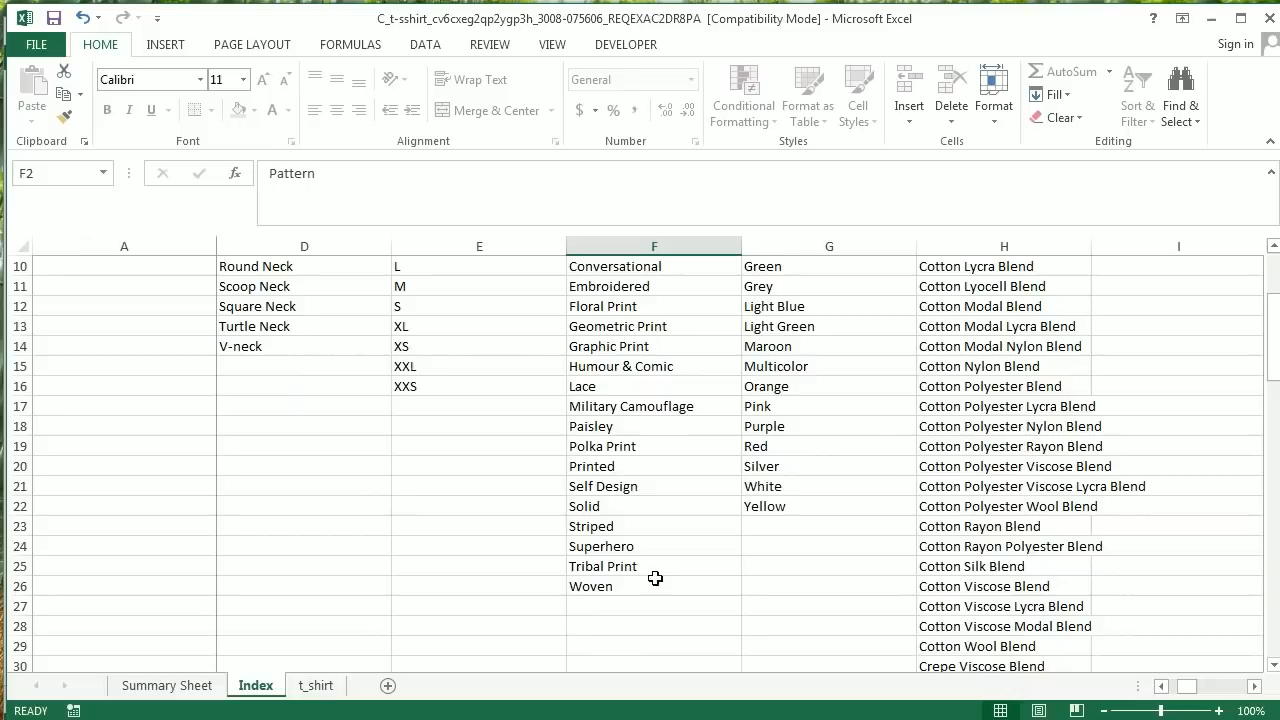 C_t-sshirt_cv6cxeg2qp2ygp3h_3008-075606_REQEXAC2DR8PA [Compatibility Mode] - Microsoft Excel
FILE HOME INSERT PAGE LAYOUT FORMULAS DATA REVIEW VIEW DEVELOPER Sign in
Calibri 11 Wrap Text General AutoSum
Paste Merge & Center Conditional Formatting Format as Table Cell Styles Insert Delete Format Fill Sort & Filter Find & Select
B I U A $ % , Clear
Clipboard Font Alignment Number Styles Cells Editing
F2 fx Pattern
A D E F G H I
10 Round Neck L Conversational Green Cotton Lycra Blend
11 Scoop Neck M Embroidered Grey Cotton Lyocell Blend
12 Square Neck S Floral Print Light Blue Cotton Modal Blend
13 Turtle Neck XL Geometric Print Light Green Cotton Modal Lycra Blend
14 V-neck XS Graphic Print Maroon Cotton Modal Nylon Blend
15 XXL Humour & Comic Multicolor Cotton Nylon Blend
16 XXS Lace Orange Cotton Polyester Blend
17 Military Camouflage Pink Cotton Polyester Lycra Blend
18 Paisley Purple Cotton Polyester Nylon Blend
19 Polka Print Red Cotton Polyester Rayon Blend
20 Printed Silver Cotton Polyester Viscose Blend
21 Self Design White Cotton Polyester Viscose Lycra Blend
22 Solid Yellow Cotton Polyester Wool Blend
23 Striped Cotton Rayon Blend
24 Superhero Cotton Rayon Polyester Blend
25 Tribal Print Cotton Silk Blend
26 Woven Cotton Viscose Blend
27 Cotton Viscose Lycra Blend
28 Cotton Viscose Modal Blend
29 Cotton Wool Blend
30 Crepe Viscose Blend
Summary Sheet Index t_shirt
READY 100%